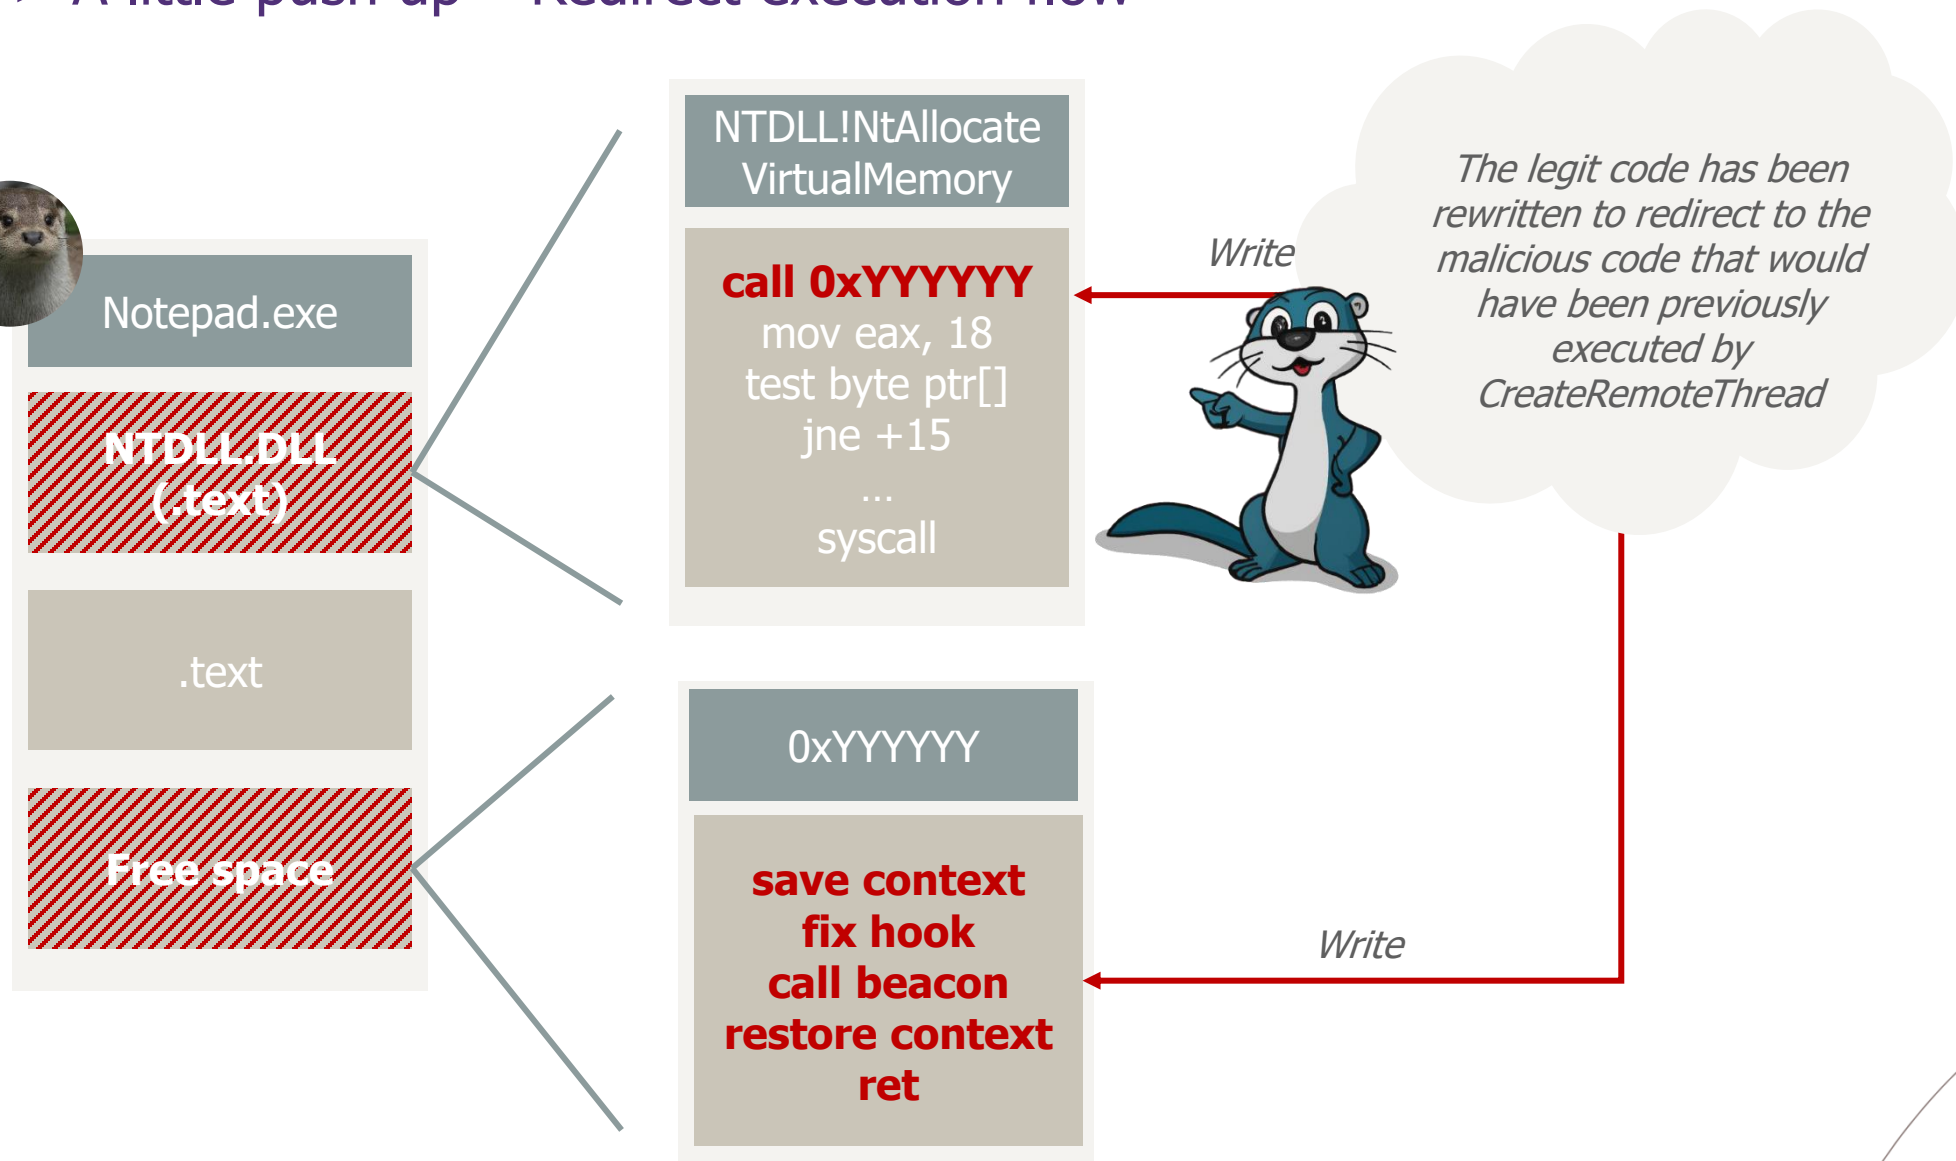 NTDLL!NtAllocate
VirtualMemory
call 0xYYYYYY
mov eax, 18
test byte ptr[]
jne +15
...
syscall
Write
The legit code has been
rewritten to redirect to the
malicious code that would
have been previously
executed by
CreateRemoteThread
Notepad.exe
NTDLL.DLL
(.text)
.text
Free space
0xYYYYYY
save context
fix hook
call beacon
restore context
ret
Write